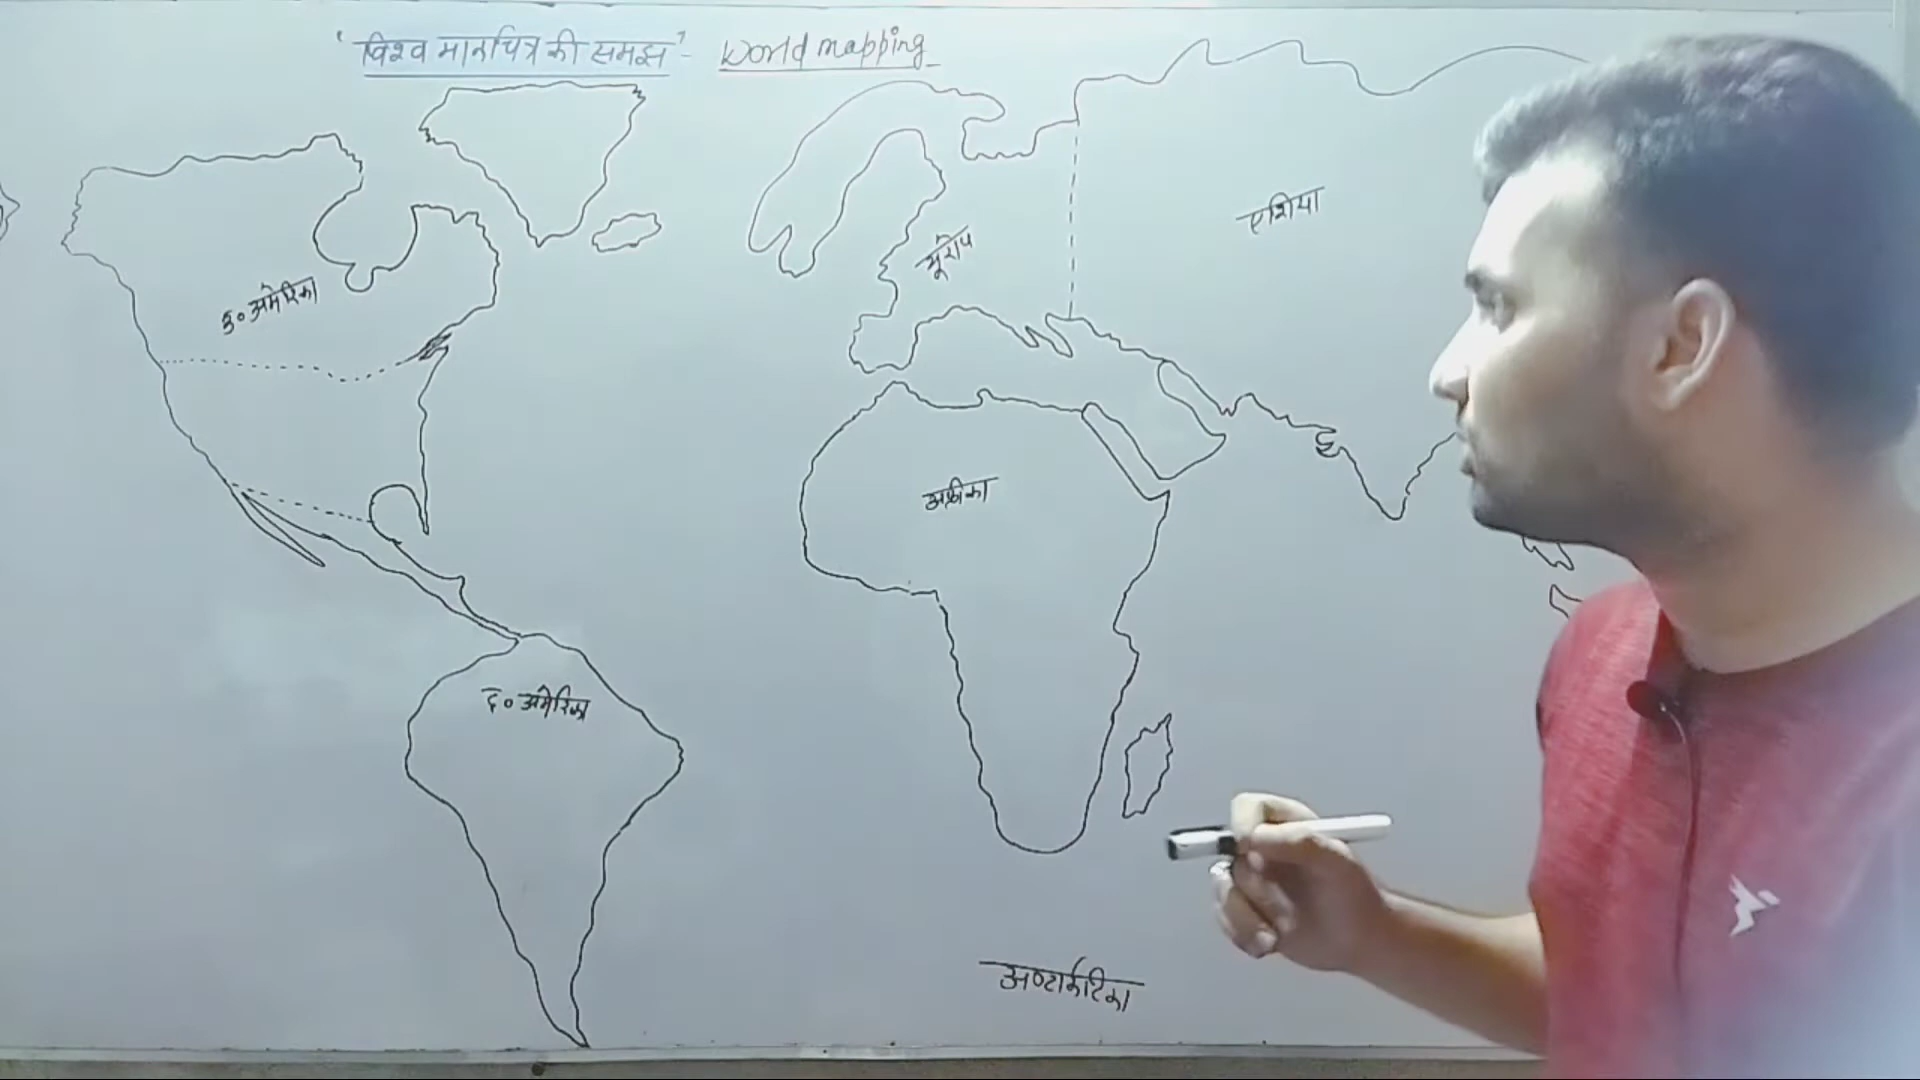 'विश्व मानचित्र की समझ' - World mapping
एशिया
यूरोप
उ० अमेरिका
अफ्रीका
द० अमेरिका
अण्टार्कटिका